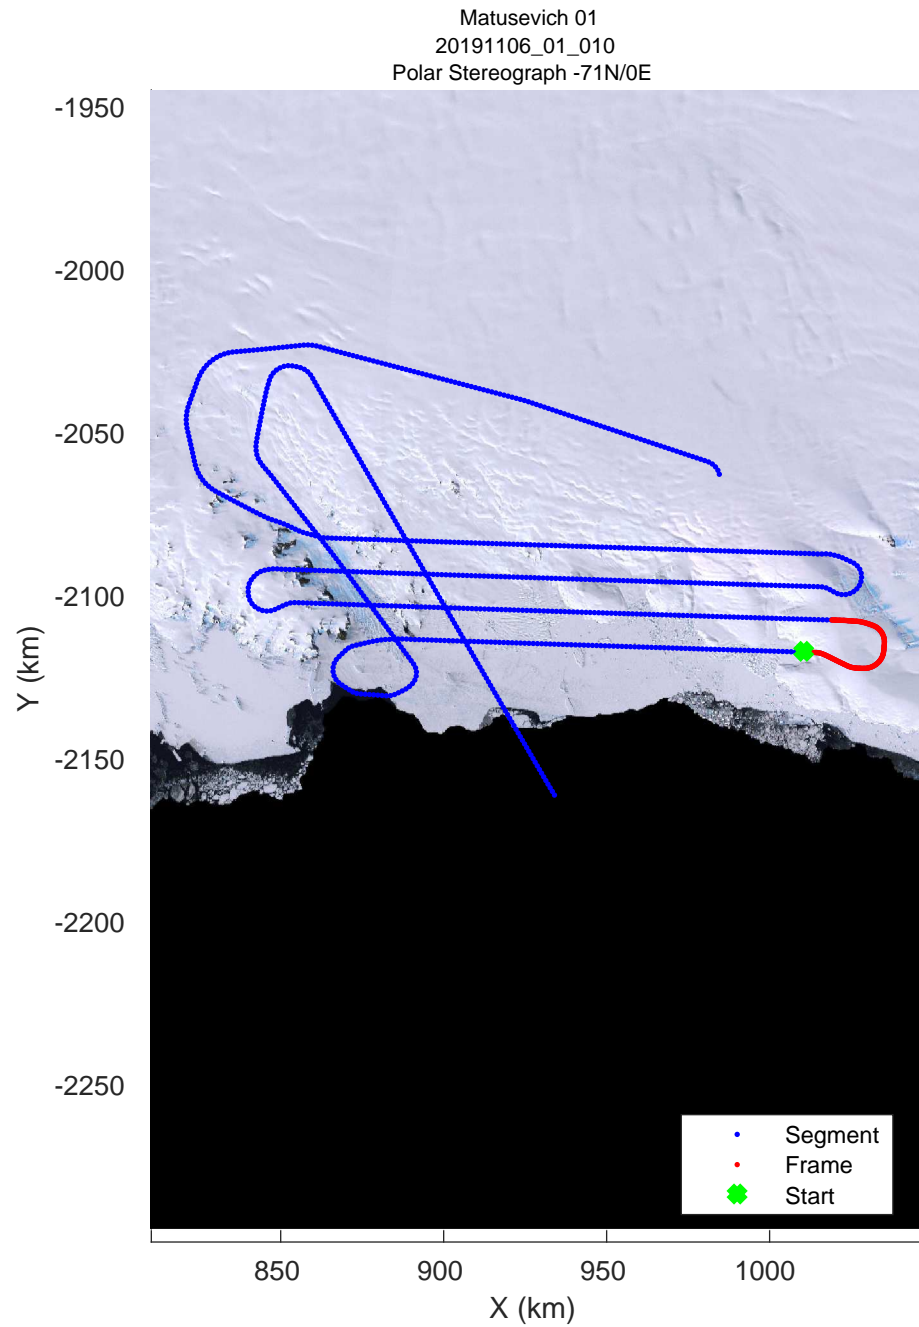 Matusevich 01
20191106_01_010
Polar Stereograph -71N/0E
-1950
-2000
-2050
-2100
-2150
-2200
-2250
Y (km)
850
900
950
1000
X (km)
Segment
Frame
Start